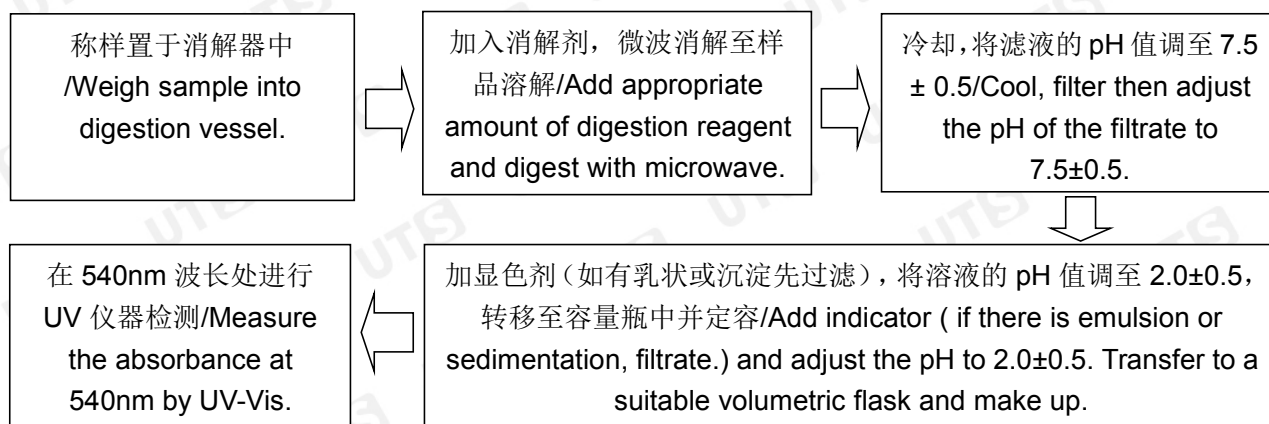 称样置于消解器中
/Weigh sample into
digestion vessel.
加入消解剂，微波消解至样
品溶解/Add appropriate
amount of digestion reagent
and digest with microwave.
冷却，将滤液的 pH 值调至 7.5
± 0.5/Cool, filter then adjust
the pH of the filtrate to
7.5±0.5.
加显色剂（如有乳状或沉淀先过滤），将溶液的 pH 值调至 2.0±0.5，
转移至容量瓶中并定容/Add indicator ( if there is emulsion or
sedimentation, filtrate.) and adjust the pH to 2.0±0.5. Transfer to a
suitable volumetric flask and make up.
在 540nm 波长处进行
UV 仪器检测/Measure
the absorbance at
540nm by UV-Vis.
UTS
UTS
UTS
UTS